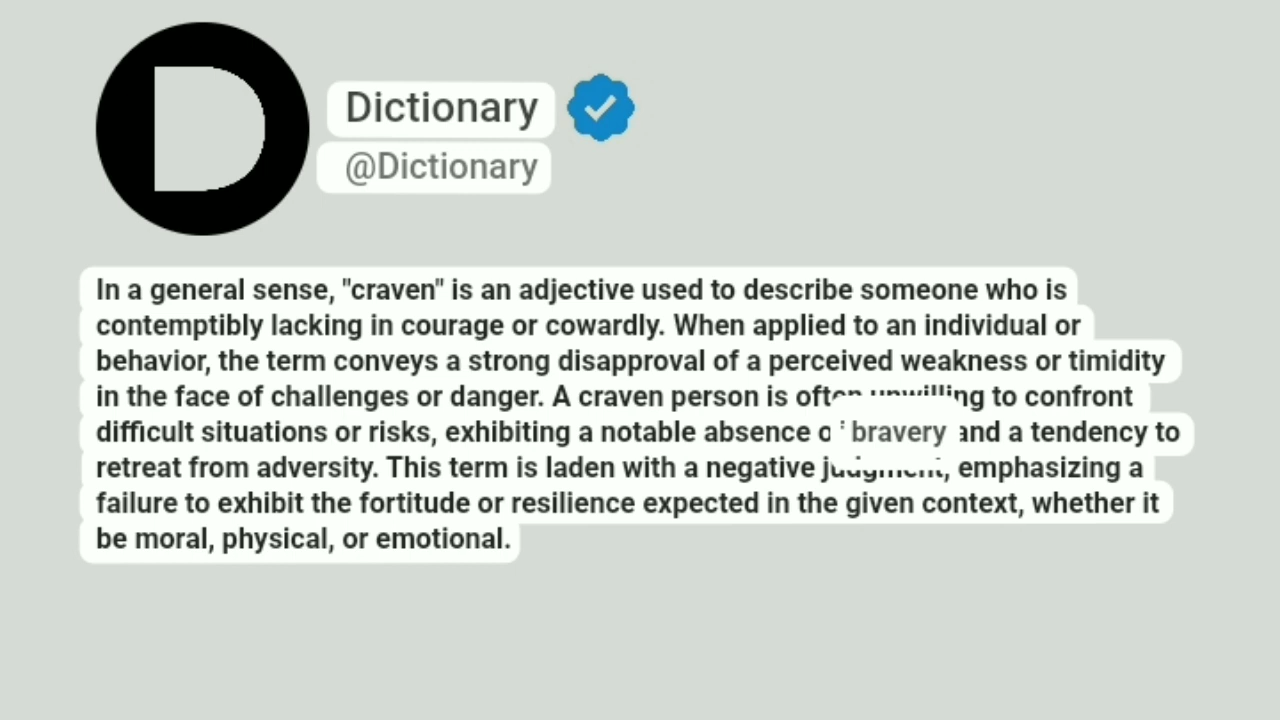 D
Dictionary
@Dictionary
In a general sense, "craven" is an adjective used to describe someone who is
contemptibly lacking in courage or cowardly. When applied to an individual or
behavior, the term conveys a strong disapproval of a perceived weakness or timidity
in the face of challenges or danger. A craven person is often unwilling to confront
difficult situations or risks, exhibiting a notable absence of bravery and a tendency to
retreat from adversity. This term is laden with a negative judgment, emphasizing a
failure to exhibit the fortitude or resilience expected in the given context, whether it
be moral, physical, or emotional.